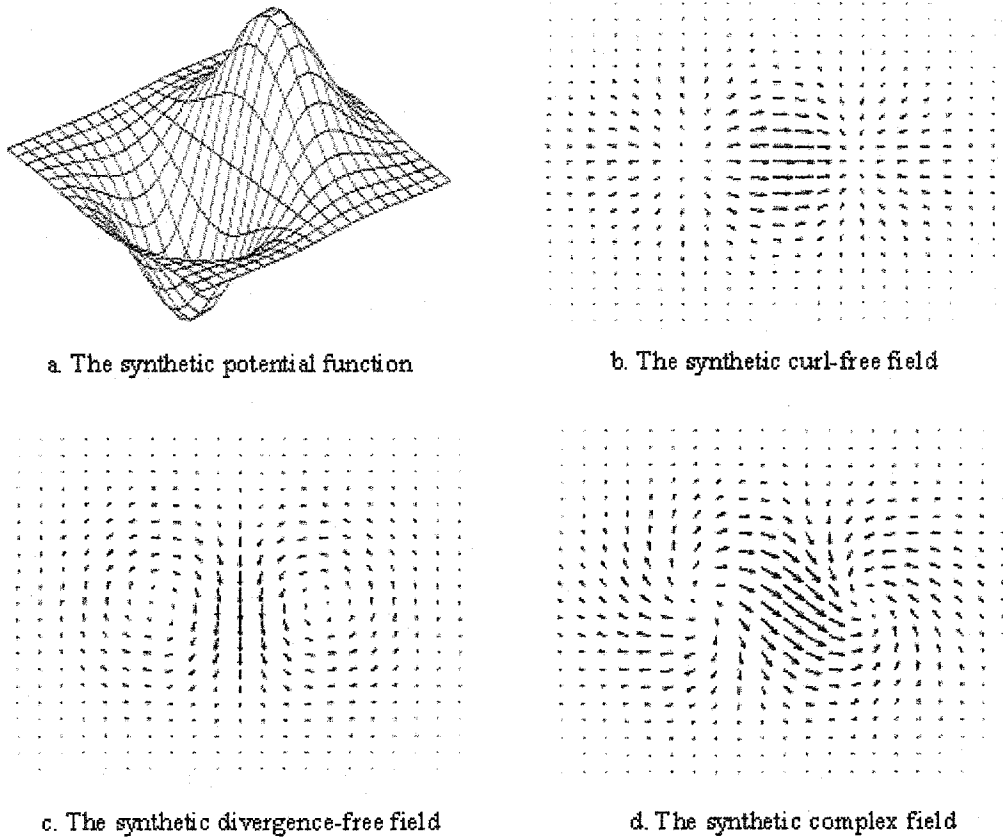 a. The synthetic potential function
b. The synthetic curl-free field
c. The synthetic divergence-free field
d. The synthetic complex field